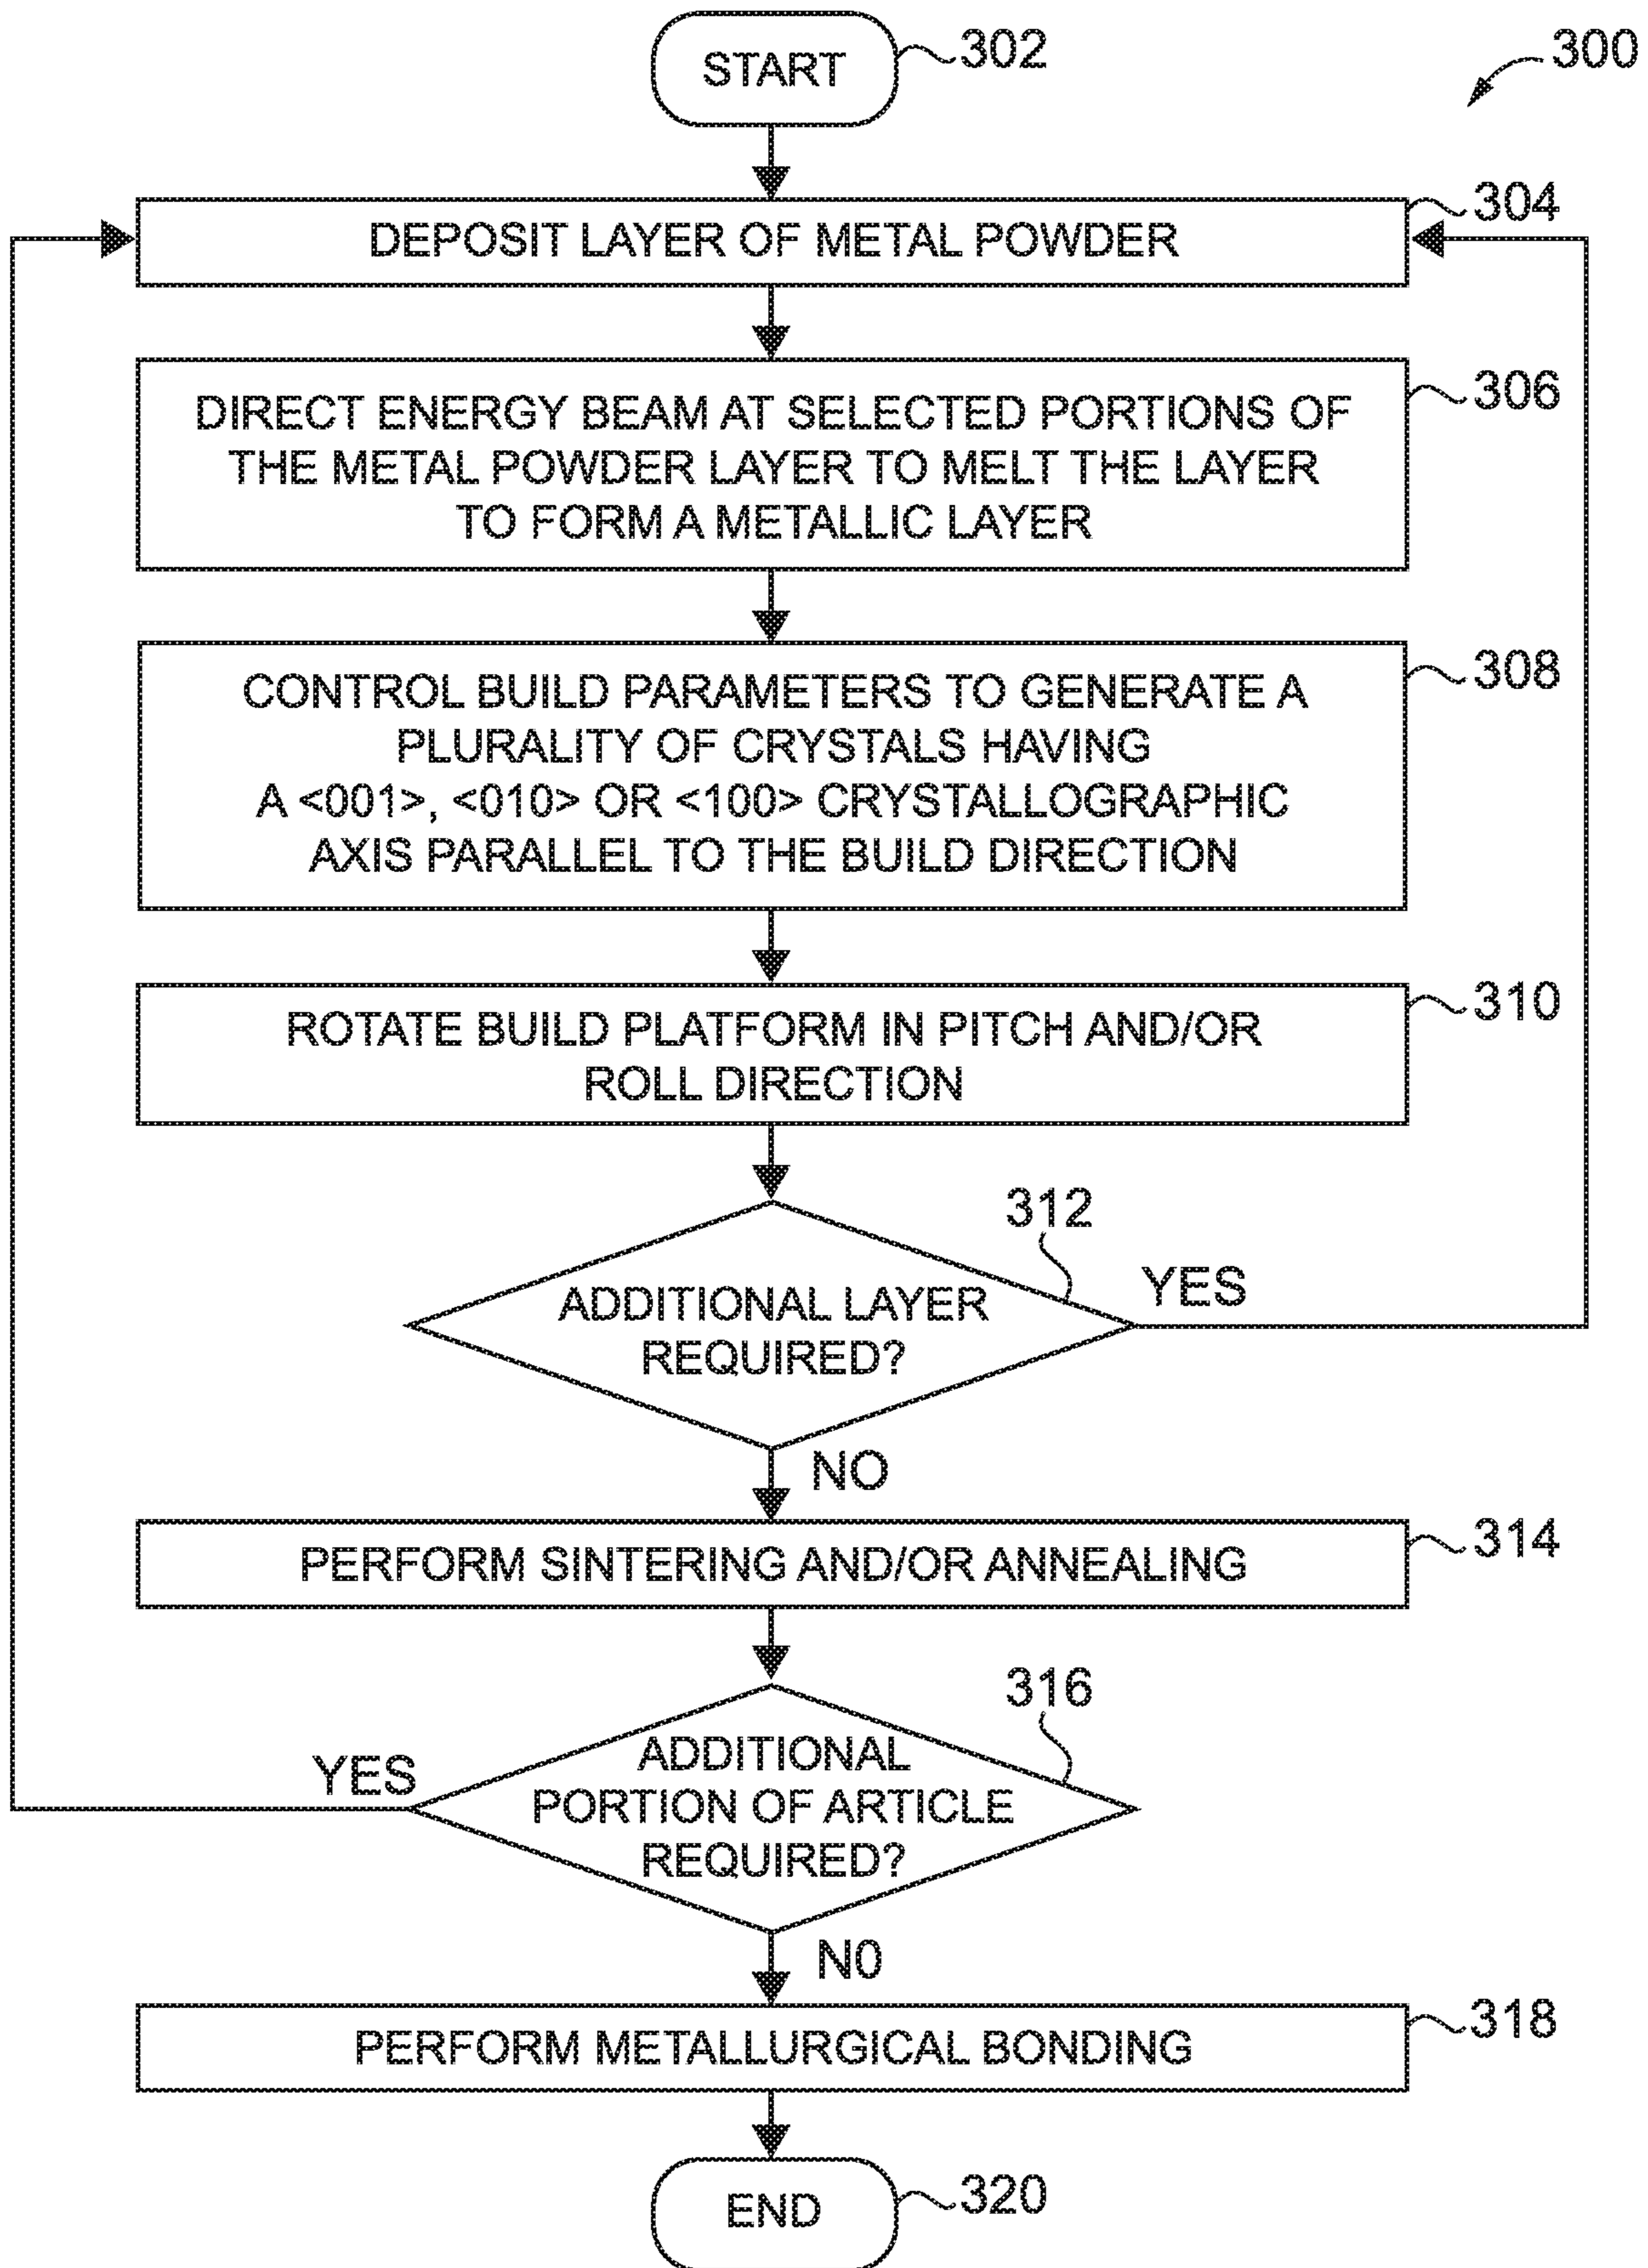 START
302
300
DEPOSIT LAYER OF METAL POWDER
304
DIRECT ENERGY BEAM AT SELECTED PORTIONS OF
THE METAL POWDER LAYER TO MELT THE LAYER
TO FORM A METALLIC LAYER
306
CONTROL BUILD PARAMETERS TO GENERATE A
PLURALITY OF CRYSTALS HAVING
A <001>, <010> OR <100> CRYSTALLOGRAPHIC
AXIS PARALLEL TO THE BUILD DIRECTION
308
ROTATE BUILD PLATFORM IN PITCH AND/OR
ROLL DIRECTION
310
312
ADDITIONAL LAYER
REQUIRED?
YES
NO
PERFORM SINTERING AND/OR ANNEALING
314
316
ADDITIONAL
PORTION OF ARTICLE
REQUIRED?
YES
N0
PERFORM METALLURGICAL BONDING
318
END
320